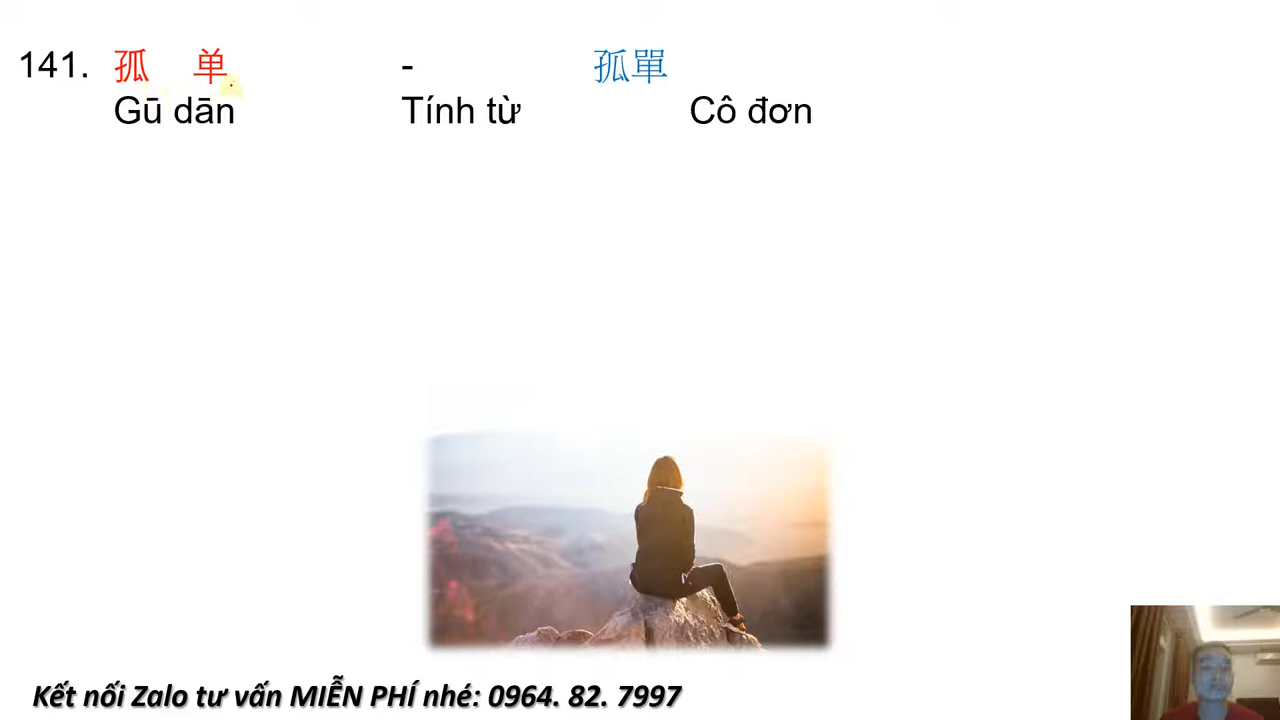 141. 孤 单 - 孤單
Gū dān Tính từ Cô đơn
Kết nối Zalo tư vấn MIỄN PHÍ nhé: 0964. 82. 7997